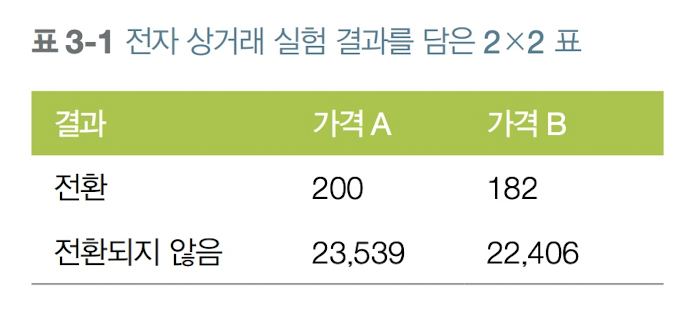 표 3-1 전자 상거래 실험 결과를 담은 2×2 표
결과 가격 A 가격 B
전환 200 182
전환되지 않음 23,539 22,406